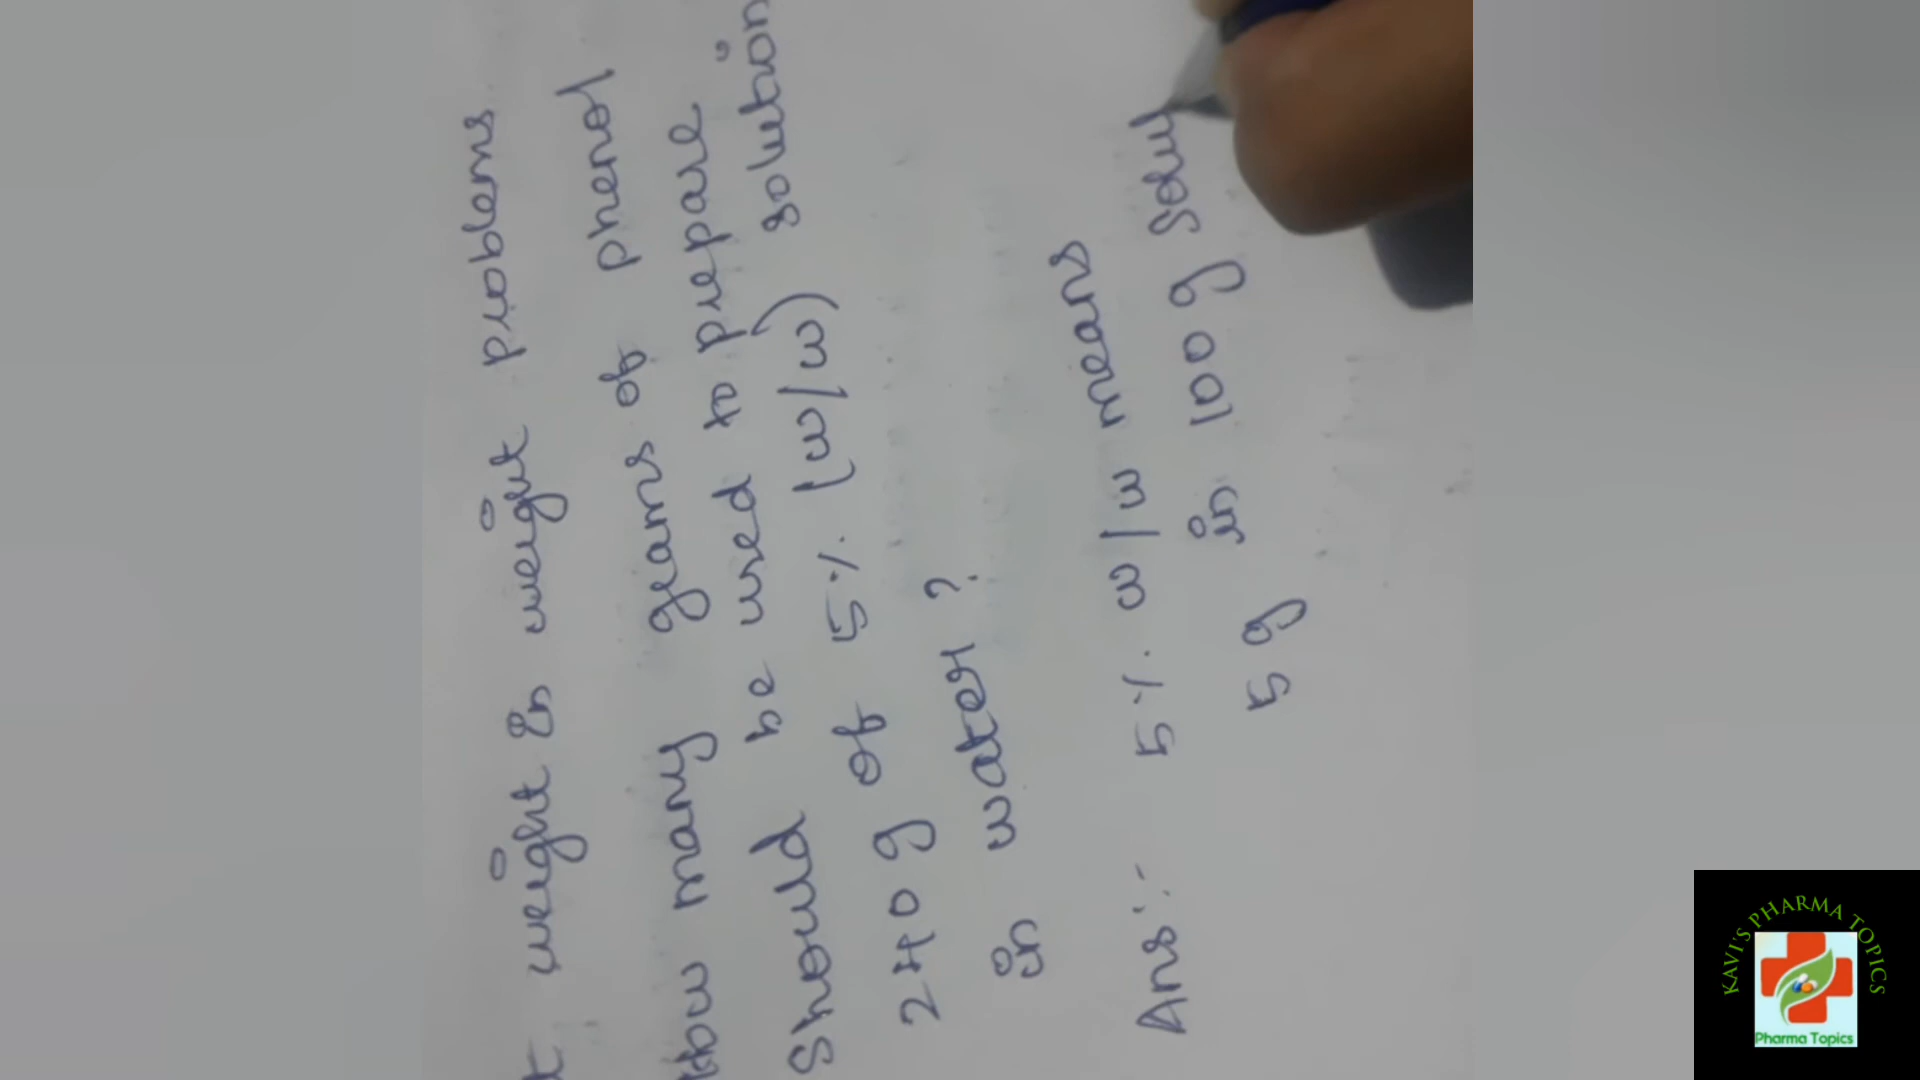 weight in weight problems
How many grams of phenol
Should be used to prepare
240 g of 5% (w/w) solution
in water?
Ans:- 5% w/w means
5 g in 100 g Solu
KAVI'S PHARMA TOPICS
Pharma Topics